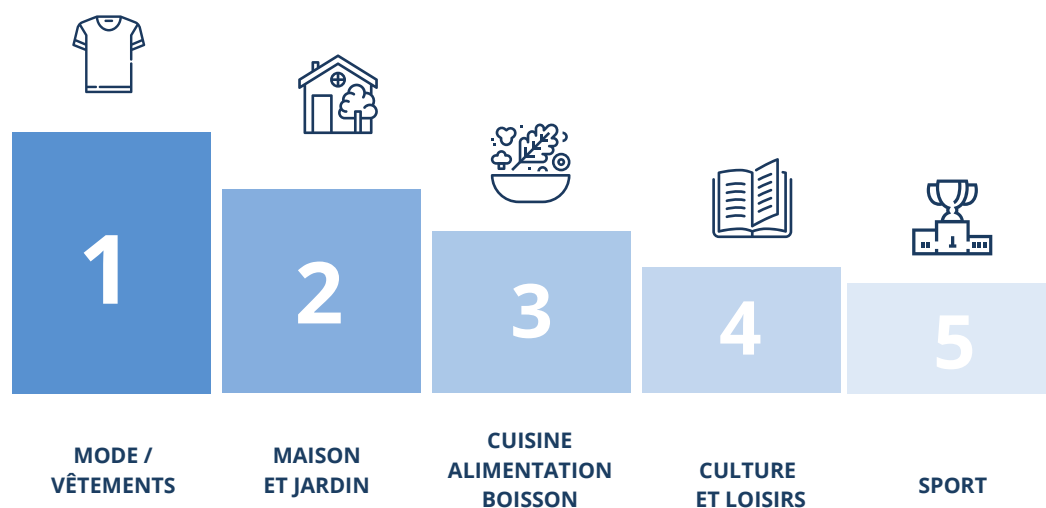 1
2
3
4
5
MODE /
VÊTEMENTS
MAISON
ET JARDIN
CUISINE
ALIMENTATION
BOISSON
CULTURE
ET LOISIRS
SPORT